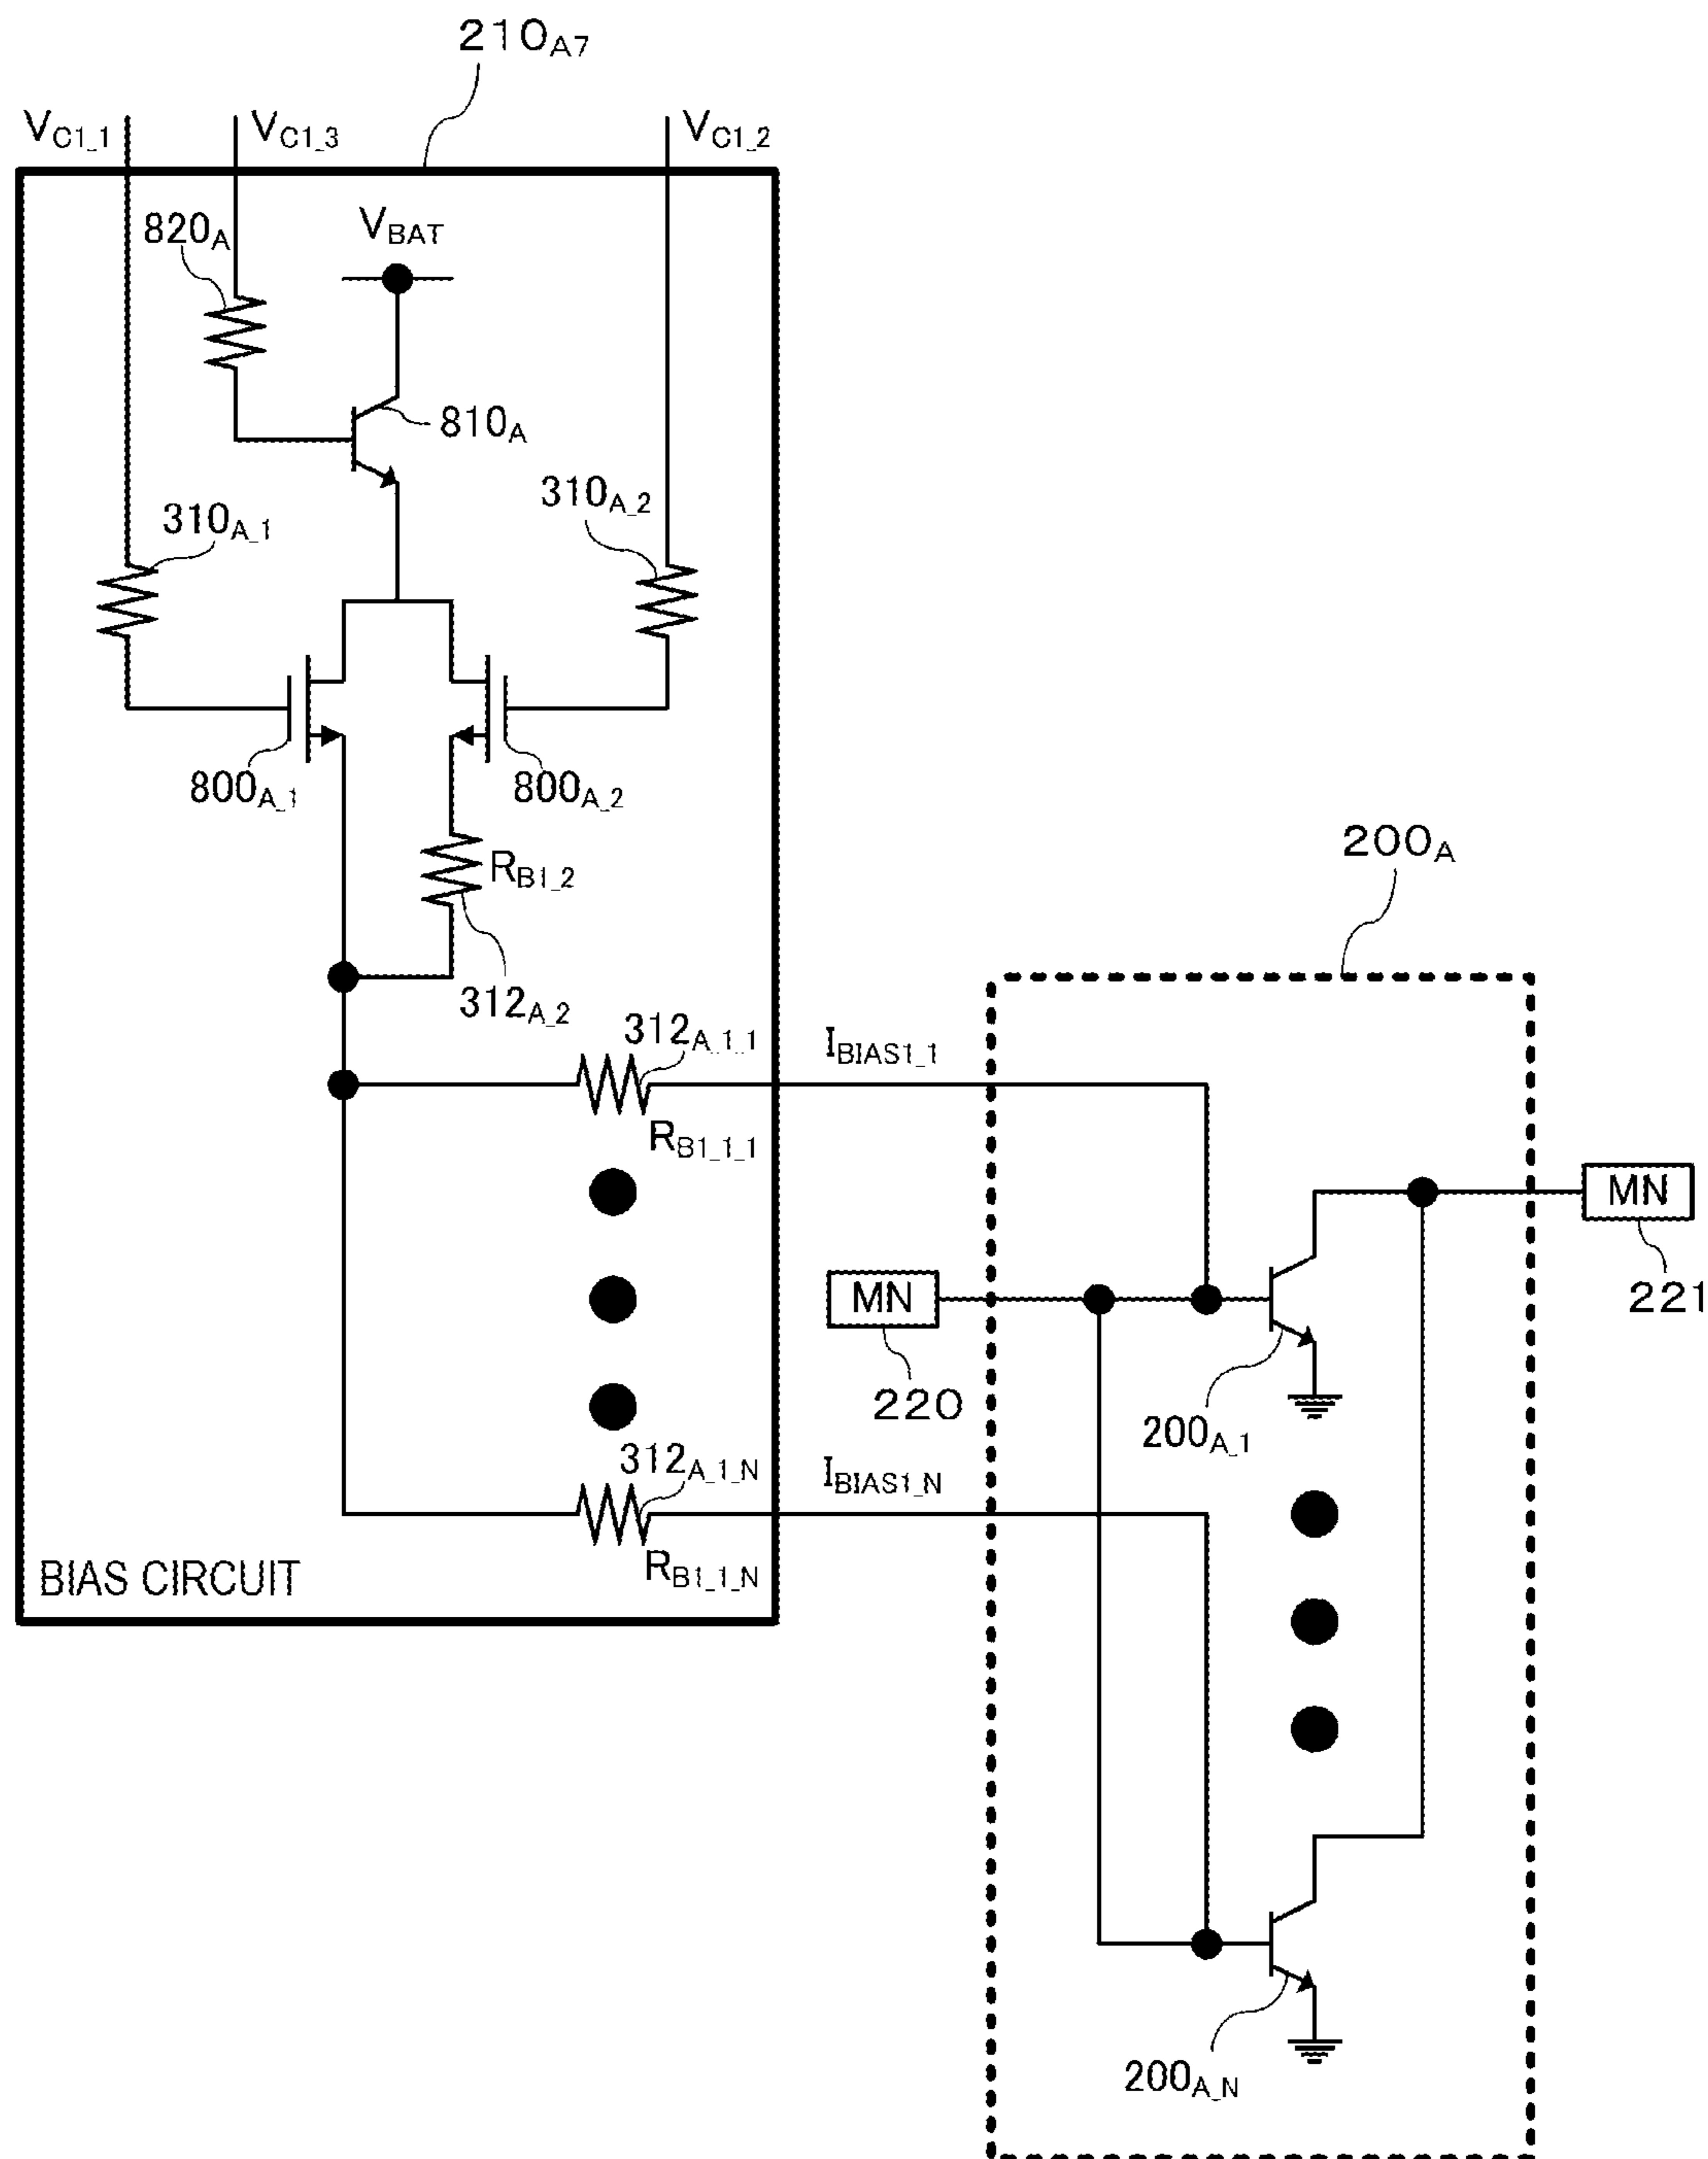 210A7
VC1_1
VC1_3
VC1_2
820A
VBAT
810A
310A_1
310A_2
800A_1
800A_2
RB1_2
200A
312A_2
312A_1_1
IBIAS1_1
RB1_1_1
MN
221
MN
220
200A_1
312A_1_N
IBIAS1_N
RB1_1_N
BIAS CIRCUIT
200A_N